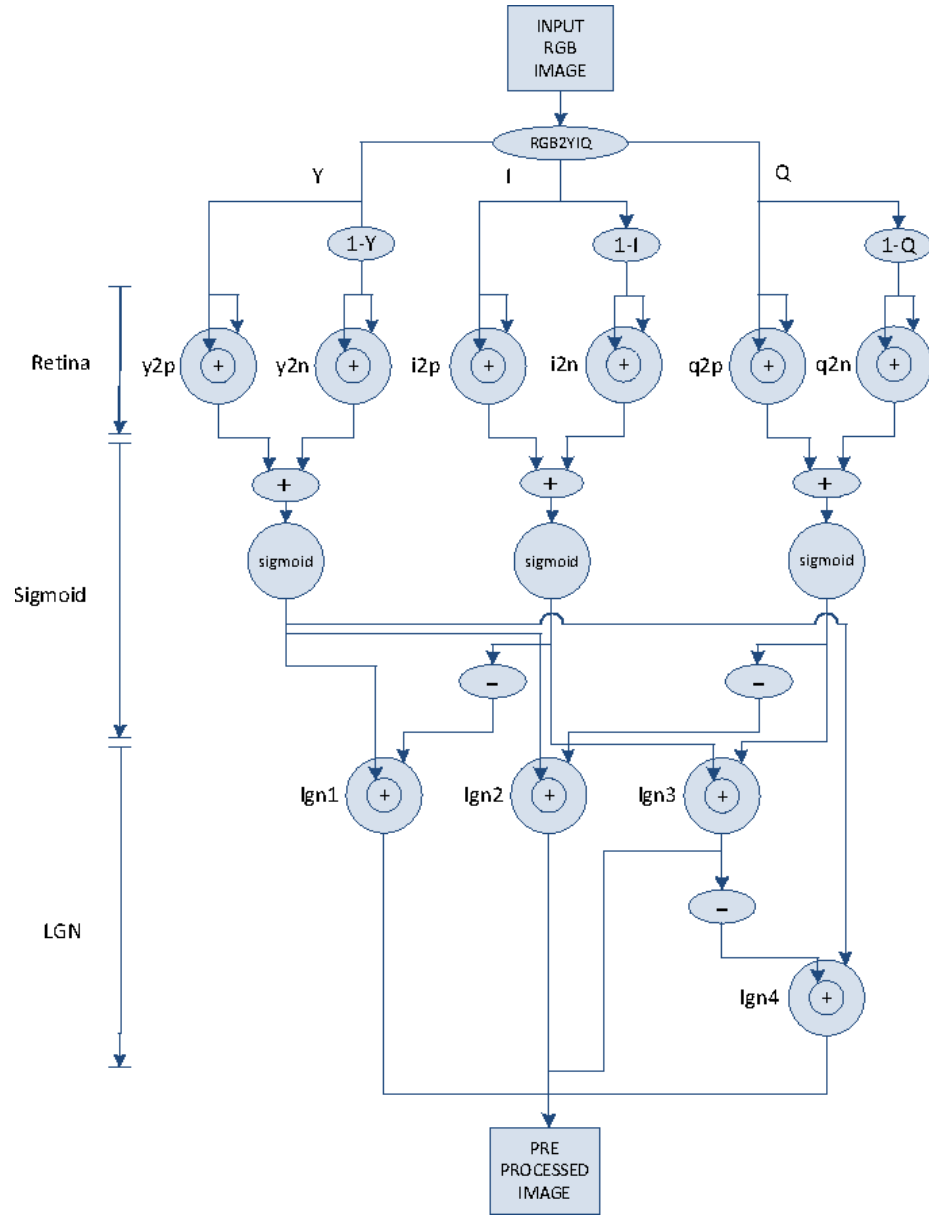 INPUT
RGB
IMAGE
RGB2YIQ
Y
I
Q
1-Y
1-I
1-Q
Retina
y2p
+
y2n
+
i2p
+
i2n
+
q2p
+
q2n
+
+
+
+
sigmoid
sigmoid
sigmoid
Sigmoid
-
-
lgn1
+
lgn2
+
lgn3
+
-
LGN
lgn4
+
PRE
PROCESSED
IMAGE